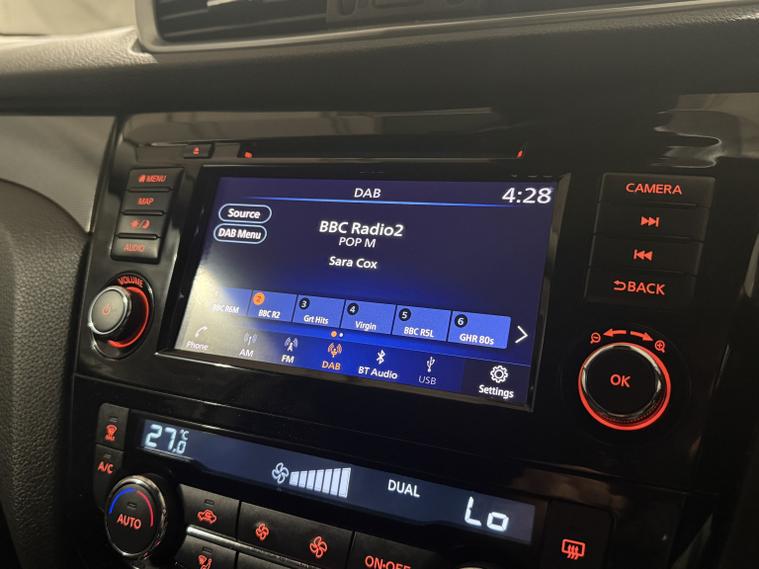 MENU
MAP
AUDIO
VOLUME
DAB
4:28
Source
DAB Menu
BBC Radio2
POP M
Sara Cox
1 BBC R6M
2 BBC R2
3 Grt Hits
4 Virgin
5 BBC R5L
6 GHR 80s
Phone
AM
FM
DAB
BT Audio
USB
Settings
CAMERA
BACK
OK
A/C
27.0 °C
DUAL
Lo
AUTO
ON·OFF